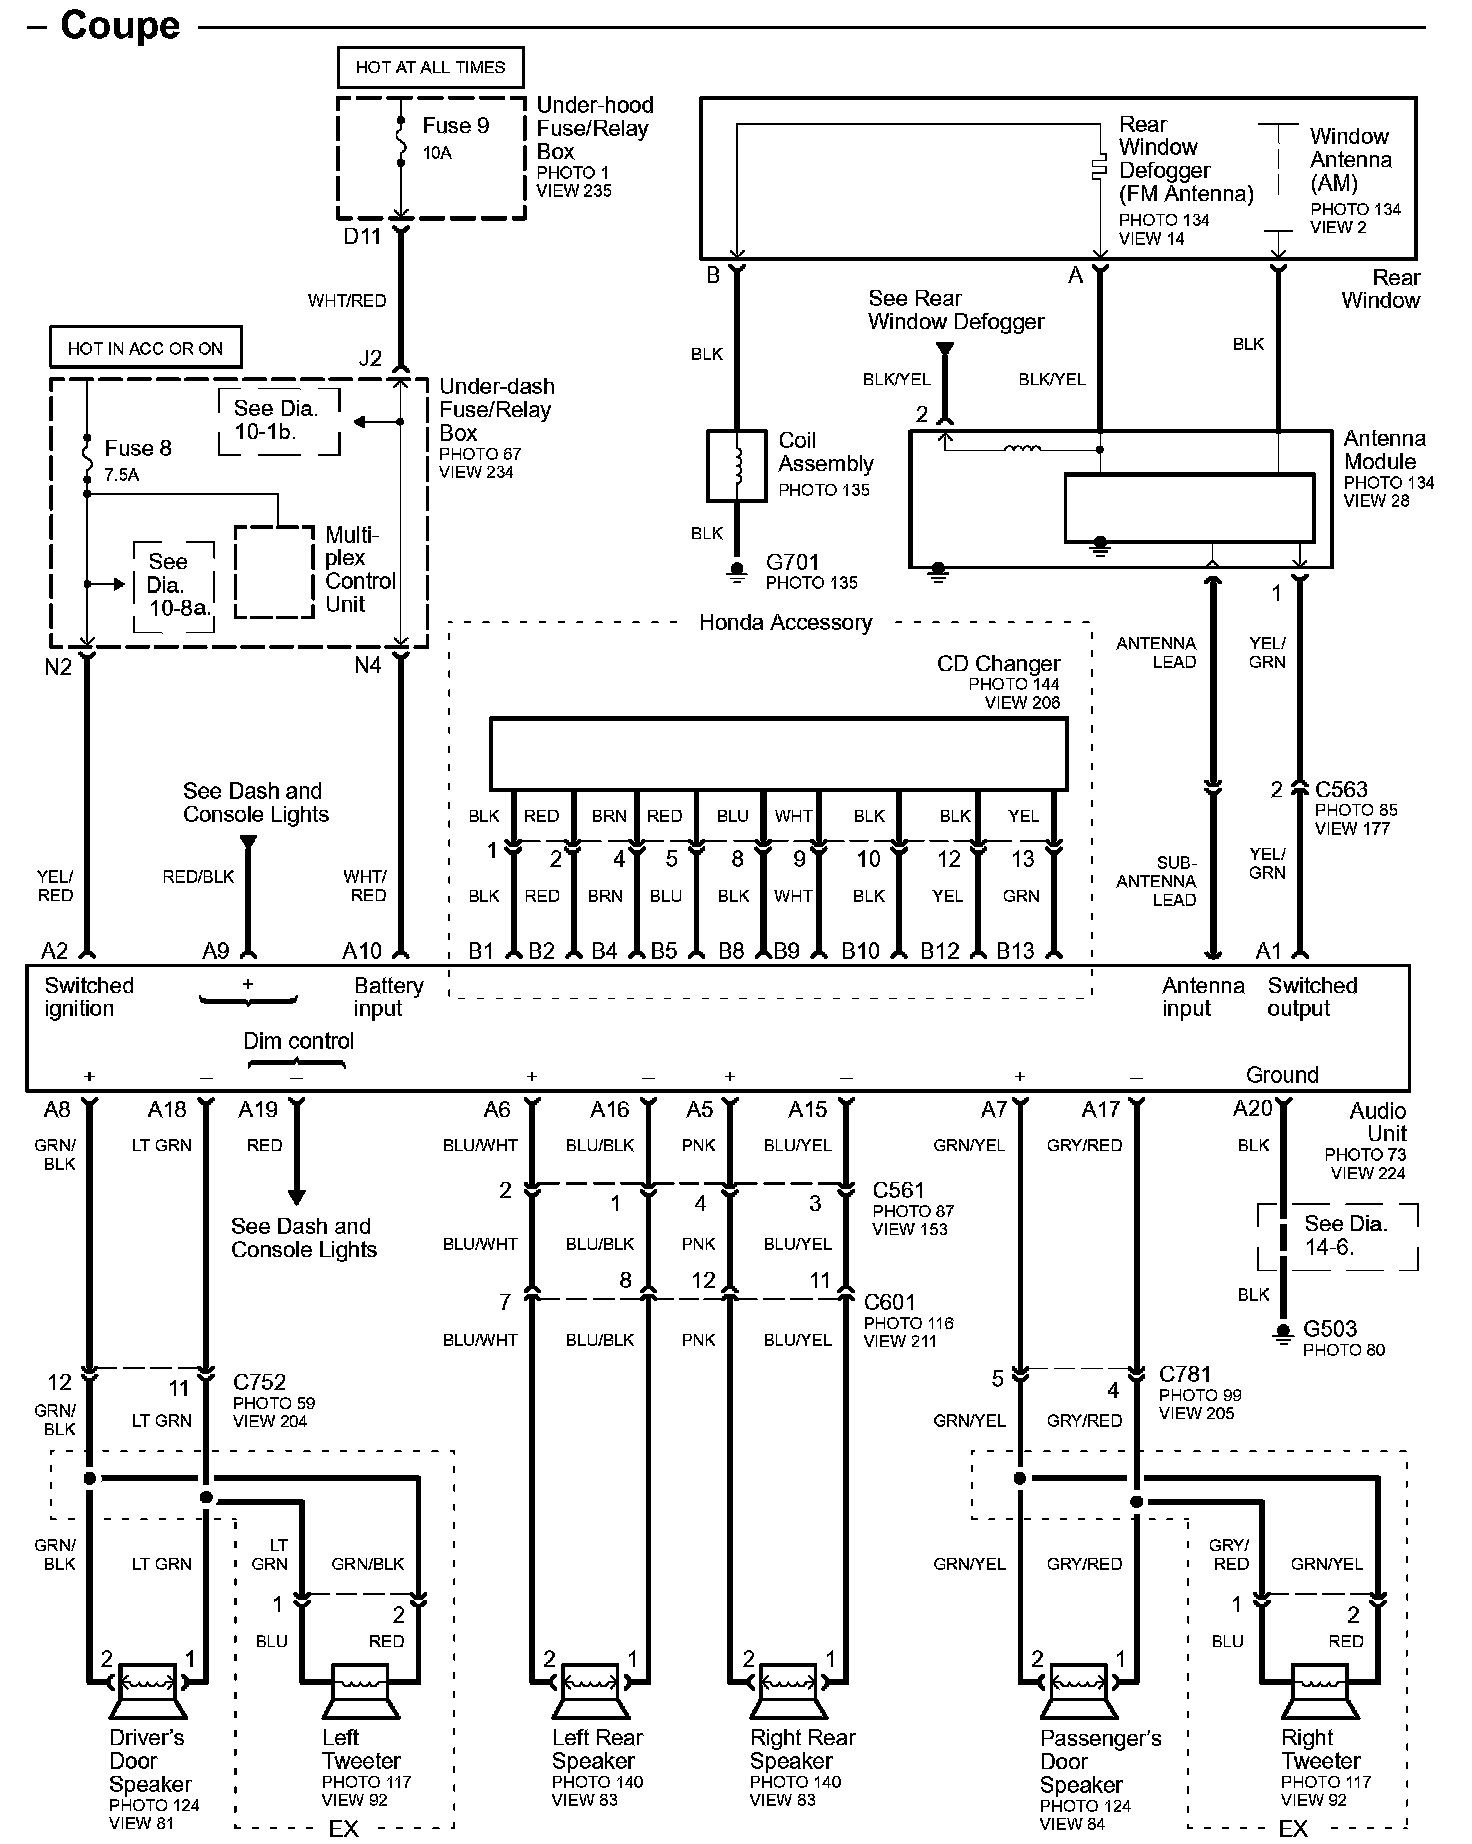 Coupe
HOT AT ALL TIMES
Fuse 9
10A
Under-hood
Fuse/Relay
Box
PHOTO 1
VIEW 235
D11
WHT/RED
J2
HOT IN ACC OR ON
See Dia.
10-1b.
Fuse 8
7.5A
Under-dash
Fuse/Relay
Box
PHOTO 67
VIEW 234
See
Dia.
10-8a.
Multi-
plex
Control
Unit
N2
N4
Rear
Window
Defogger
(FM Antenna)
PHOTO 134
VIEW 14
Window
Antenna
(AM)
PHOTO 134
VIEW 2
B
A
Rear
Window
See Rear
Window Defogger
BLK
BLK/YEL
BLK/YEL
BLK
2
Coil
Assembly
PHOTO 135
Antenna
Module
PHOTO 134
VIEW 28
BLK
G701
PHOTO 135
1
Honda Accessory
CD Changer
PHOTO 144
VIEW 206
ANTENNA
LEAD
YEL/
GRN
See Dash and
Console Lights
BLK RED BRN RED BLU WHT BLK BLK YEL
1 2 4 5 8 9 10 12 13
2 C563
PHOTO 85
VIEW 177
YEL/
RED
RED/BLK
WHT/
RED
BLK RED BRN BLU BLK WHT BLK YEL GRN
SUB-
ANTENNA
LEAD
YEL/
GRN
A2 A9 A10 B1 B2 B4 B5 B8 B9 B10 B12 B13 A1
Switched
ignition
+
Battery
input
Antenna
input
Switched
output
Dim control
+ – – + – + – + – Ground
A8 A18 A19 A6 A16 A5 A15 A7 A17 A20
Audio
Unit
PHOTO 73
VIEW 224
GRN/
BLK
LT GRN RED BLU/WHT BLU/BLK PNK BLU/YEL GRN/YEL GRY/RED BLK
2 1 4 3 C561
PHOTO 87
VIEW 153
See Dash and
Console Lights
See Dia.
14-6.
BLU/WHT BLU/BLK PNK BLU/YEL
7 8 12 11 C601
PHOTO 116
VIEW 211
BLK
G503
PHOTO 80
BLU/WHT BLU/BLK PNK BLU/YEL
12 11 C752
PHOTO 59
VIEW 204
5 4 C781
PHOTO 99
VIEW 205
GRN/
BLK
LT GRN
GRN/YEL GRY/RED
GRN/
BLK
LT GRN
LT
GRN
GRN/BLK
GRN/YEL GRY/RED
GRY/
RED
GRN/YEL
1 2
1 2
BLU RED
BLU RED
2 1
2 1
2 1
2 1
Driver's
Door
Speaker
PHOTO 124
VIEW 81
Left
Tweeter
PHOTO 117
VIEW 92
EX
Left Rear
Speaker
PHOTO 140
VIEW 83
Right Rear
Speaker
PHOTO 140
VIEW 83
Passenger's
Door
Speaker
PHOTO 124
VIEW 84
Right
Tweeter
PHOTO 117
VIEW 92
EX